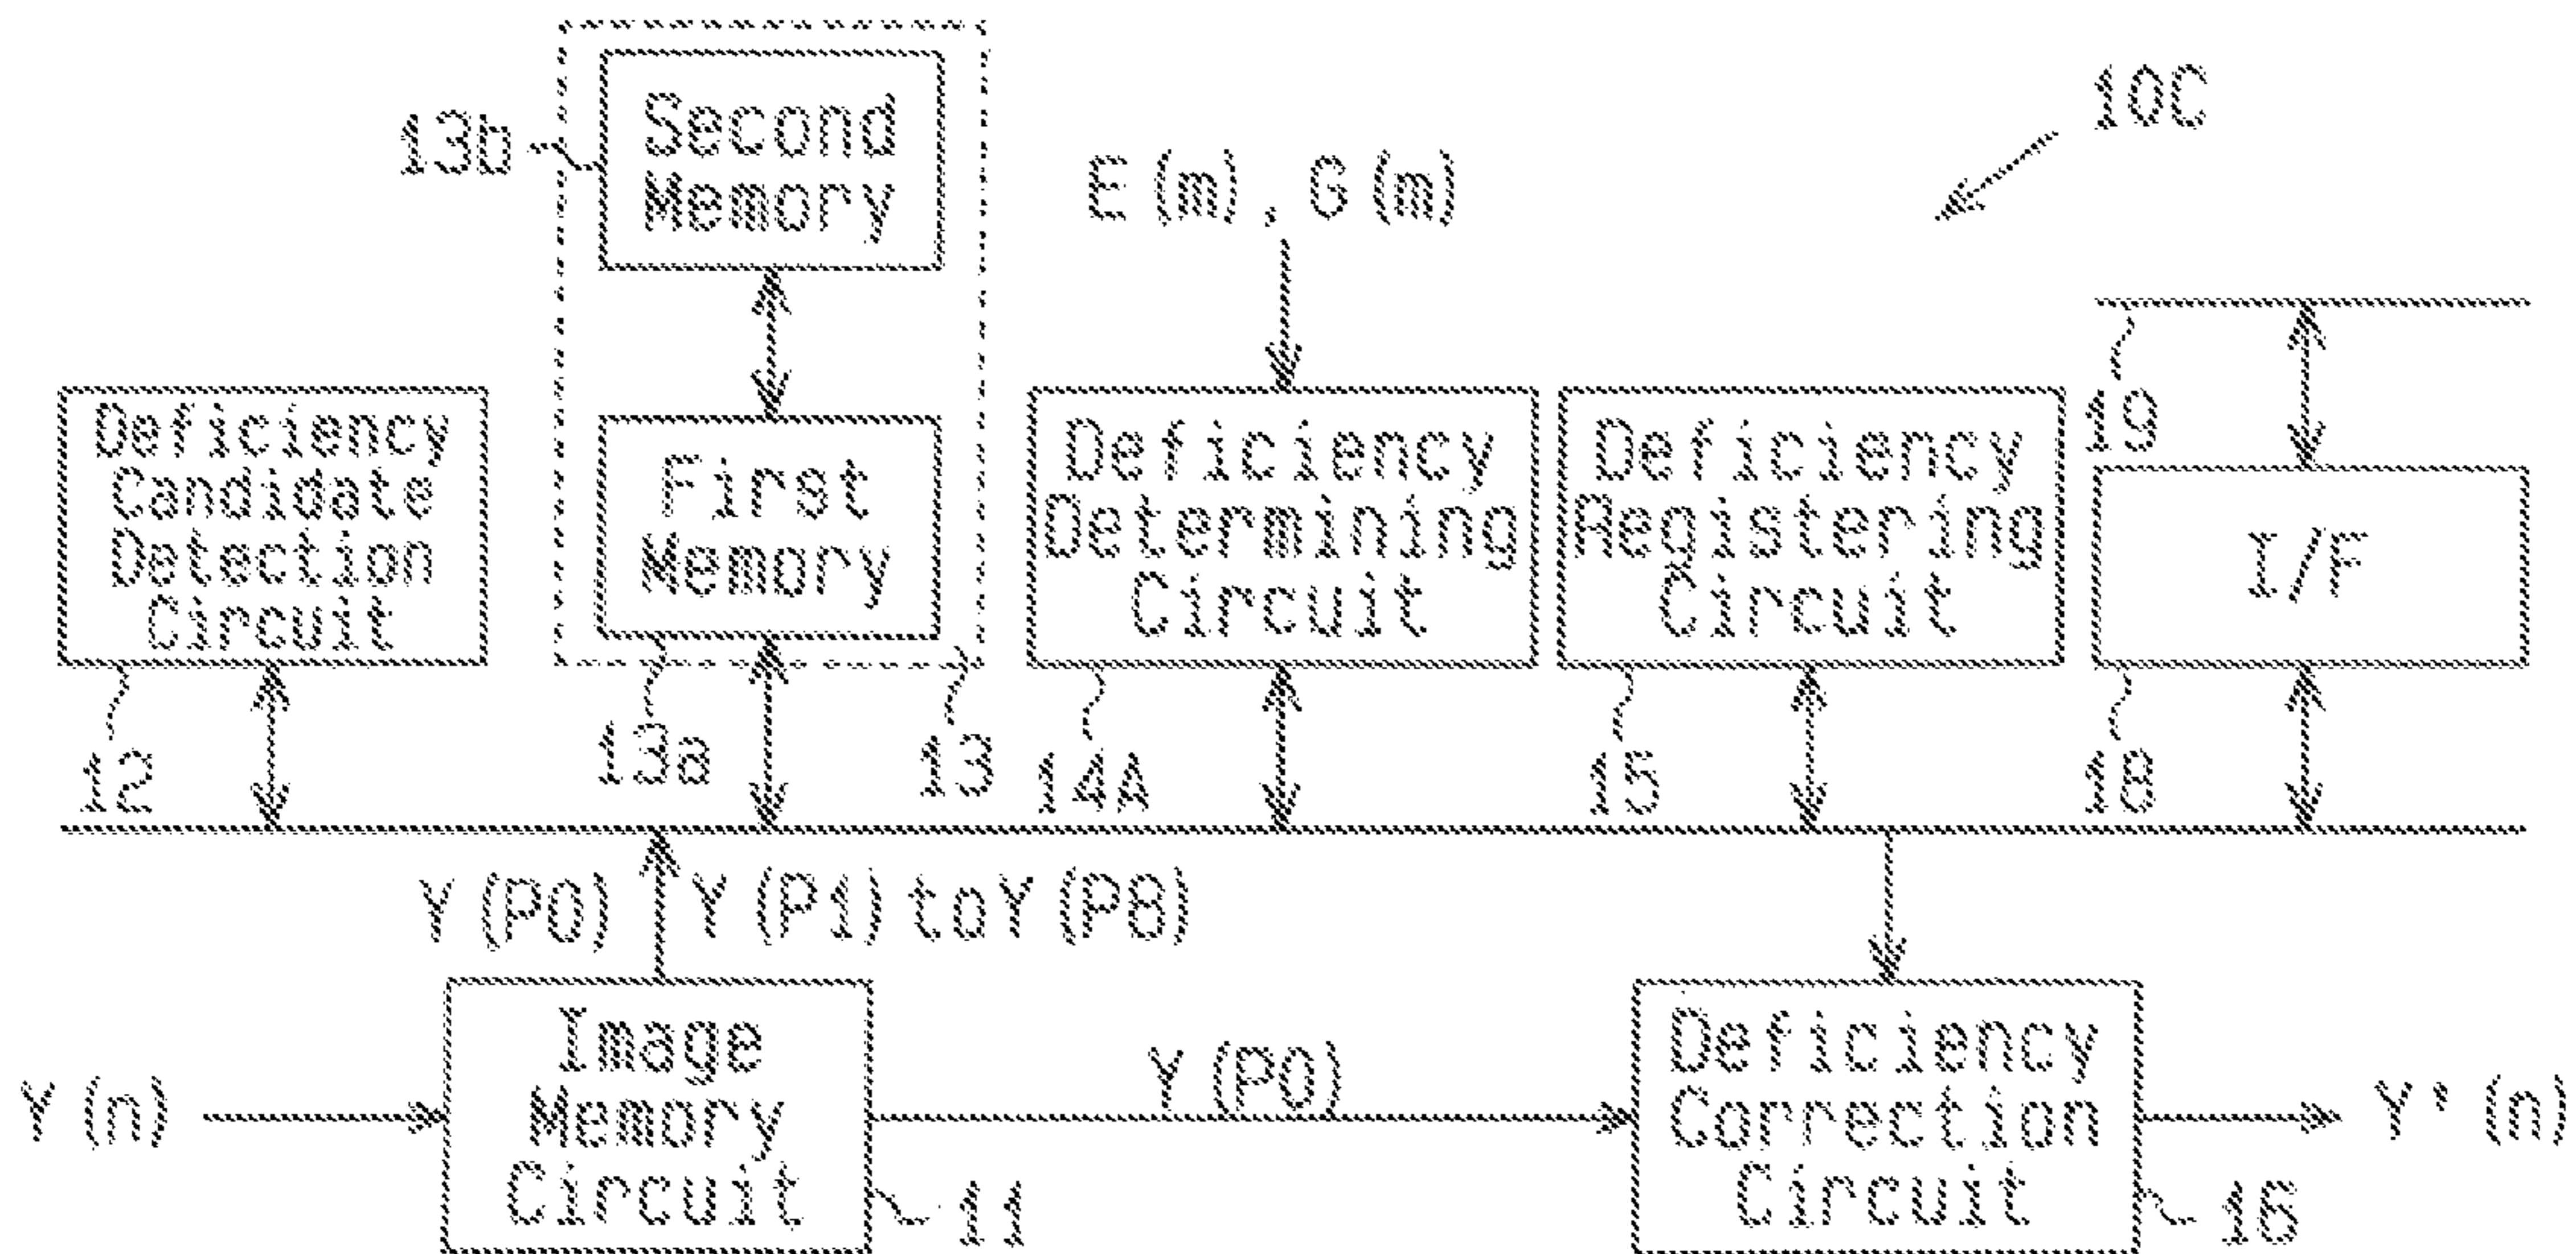 10C
13b
Second
Memory
E (m) , G (m)
19
Deficiency
Candidate
Detection
Circuit
First
Memory
Deficiency
Determining
Circuit
Deficiency
Registering
Circuit
I/F
12
13a
13
14A
15
18
Y (P0)
Y (P1) to Y (P8)
Y (n)
Image
Memory
Circuit
Y (P0)
Deficiency
Correction
Circuit
Y' (n)
11
16